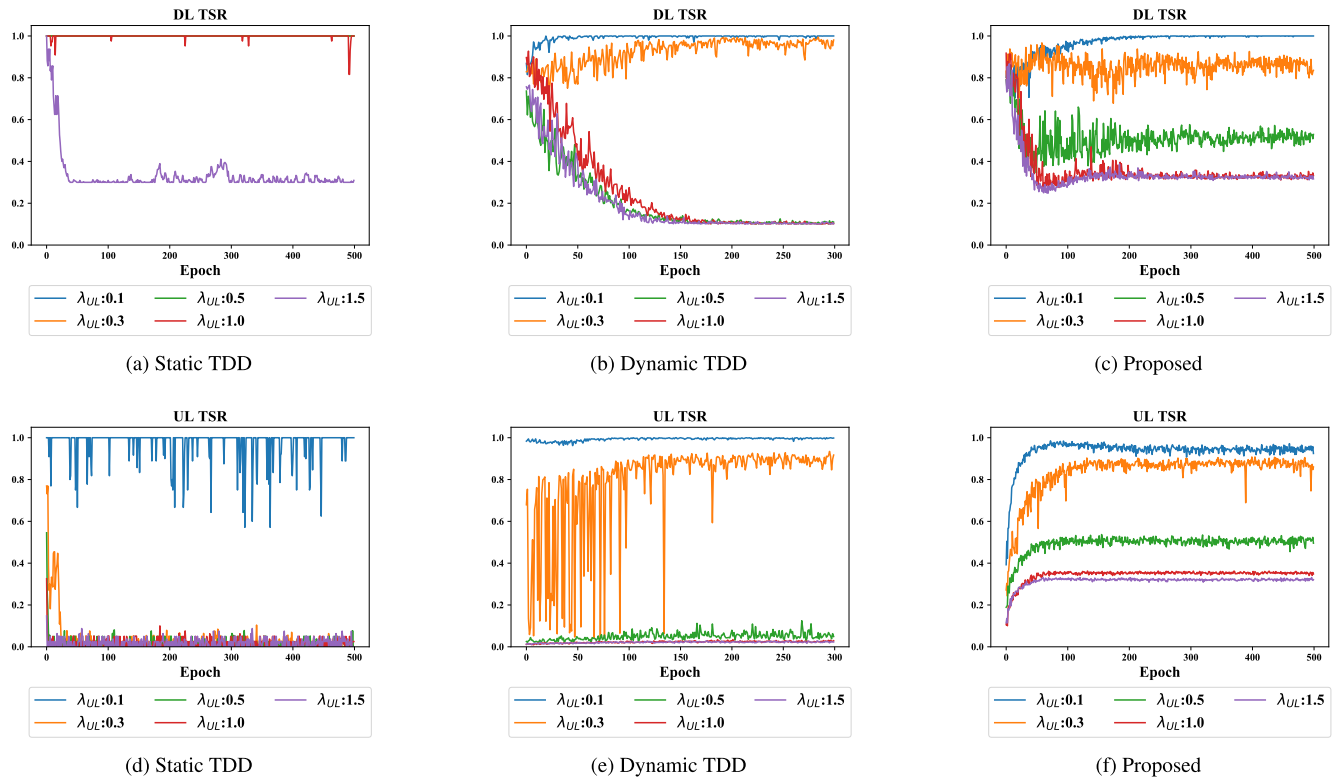 DL TSR
1.0
0.8
0.6
0.4
0.2
0.0
0 100 200 300 400 500
Epoch
λUL:0.1 λUL:0.5 λUL:1.5
λUL:0.3 λUL:1.0
(a) Static TDD
DL TSR
1.0
0.8
0.6
0.4
0.2
0.0
0 50 100 150 200 250 300
Epoch
λUL:0.1 λUL:0.5 λUL:1.5
λUL:0.3 λUL:1.0
(b) Dynamic TDD
DL TSR
1.0
0.8
0.6
0.4
0.2
0.0
0 100 200 300 400 500
Epoch
λUL:0.1 λUL:0.5 λUL:1.5
λUL:0.3 λUL:1.0
(c) Proposed
UL TSR
1.0
0.8
0.6
0.4
0.2
0.0
0 100 200 300 400 500
Epoch
λUL:0.1 λUL:0.5 λUL:1.5
λUL:0.3 λUL:1.0
(d) Static TDD
UL TSR
1.0
0.8
0.6
0.4
0.2
0.0
0 50 100 150 200 250 300
Epoch
λUL:0.1 λUL:0.5 λUL:1.5
λUL:0.3 λUL:1.0
(e) Dynamic TDD
UL TSR
1.0
0.8
0.6
0.4
0.2
0.0
0 100 200 300 400 500
Epoch
λUL:0.1 λUL:0.5 λUL:1.5
λUL:0.3 λUL:1.0
(f) Proposed